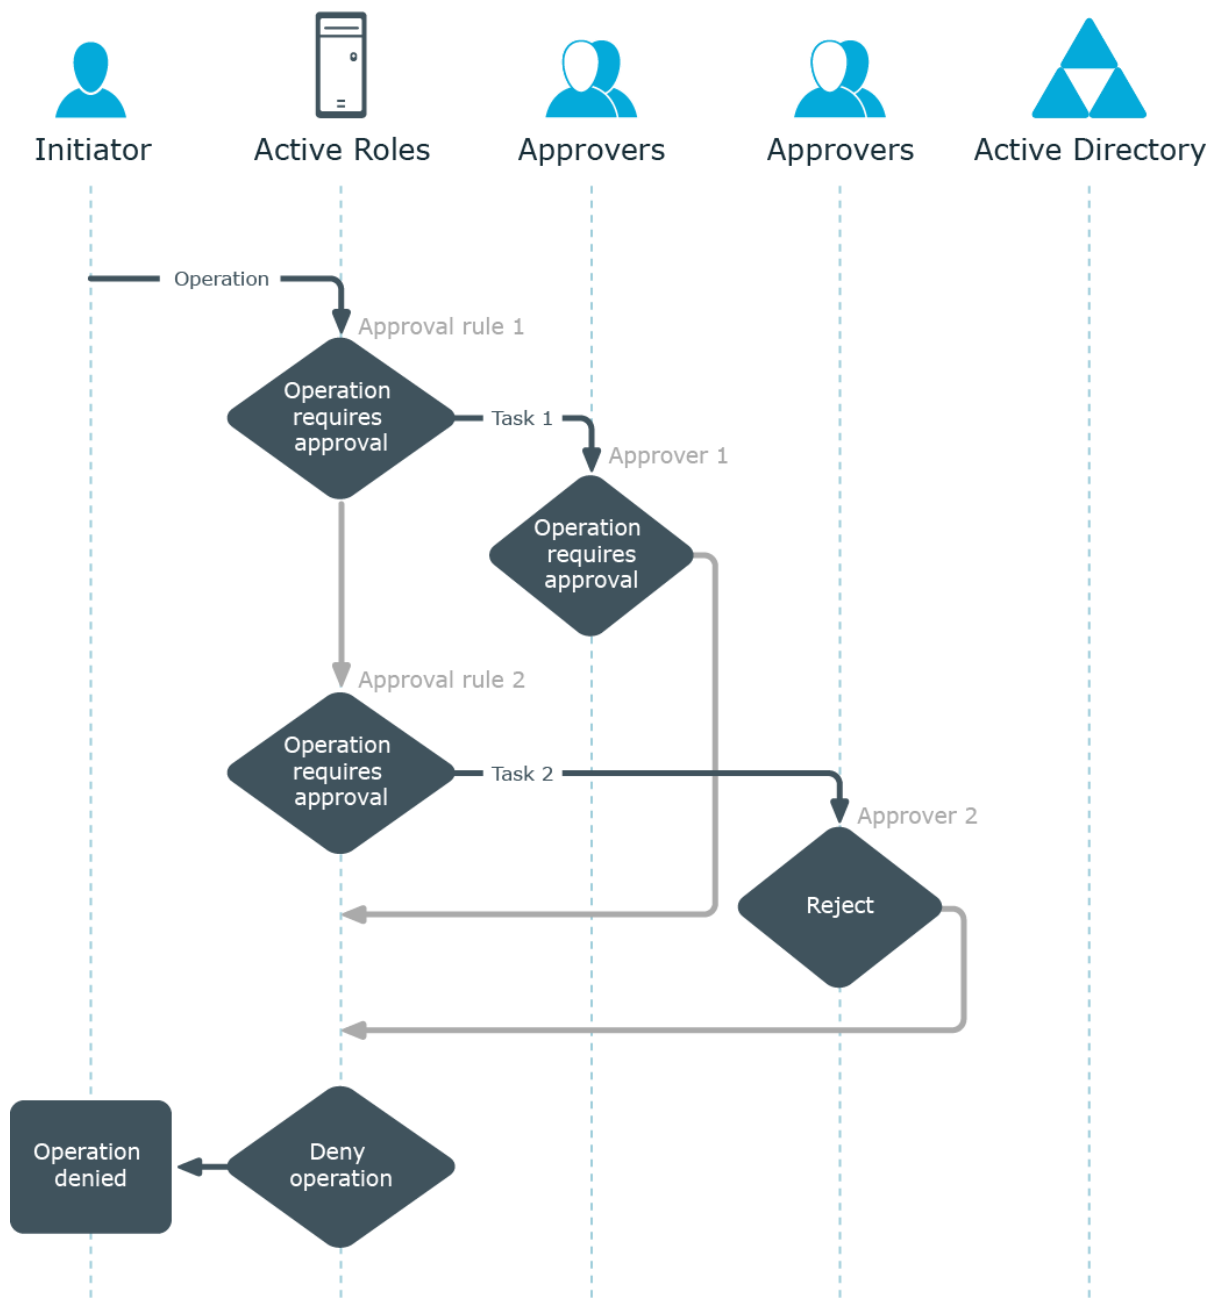 Initiator
Active Roles
Approvers
Approvers
Active Directory
Operation
Approval rule 1
Operation
requires
approval
Task 1
Approver 1
Operation
requires
approval
Approval rule 2
Operation
requires
approval
Task 2
Approver 2
Reject
Operation
denied
Deny
operation